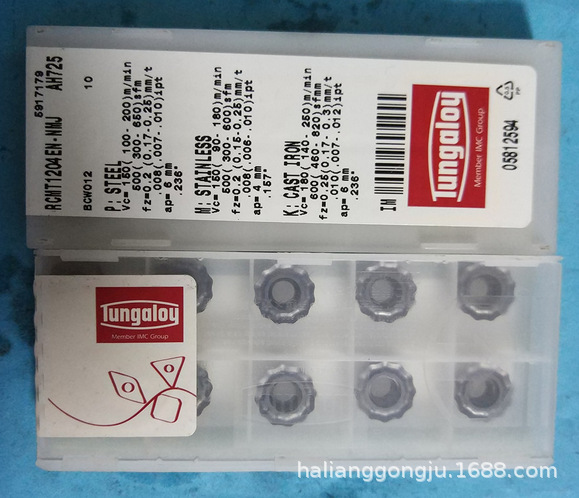 5917179
RCMT1204EN-NMJ AH725
BCW012 10
P: STEEL
Vc= 150 (100- 200)m/min
500( 300- 650)sfm
fz=0.2 (0.17-0.25)mm/t
.008(.007-.010)ipt
ap= 6 mm
.236"
M: STAINLESS
Vc= 150 ( 90- 180)m/min
500( 300- 600)sfm
fz=0.2 (0.15-0.25)mm/t
.008(.006-.010)ipt
ap= 4 mm
.157"
K: CAST IRON
Vc= 180 (140- 250)m/min
600( 460- 820)sfm
fz=0.25(0.17- 0.3)mm/t
.010(.007-.012)ipt
ap= 6 mm
.236"
IM
Tungaloy
Member IMC Group
05812594
Tungaloy
Member IMC Group
halianggongju.1688.com